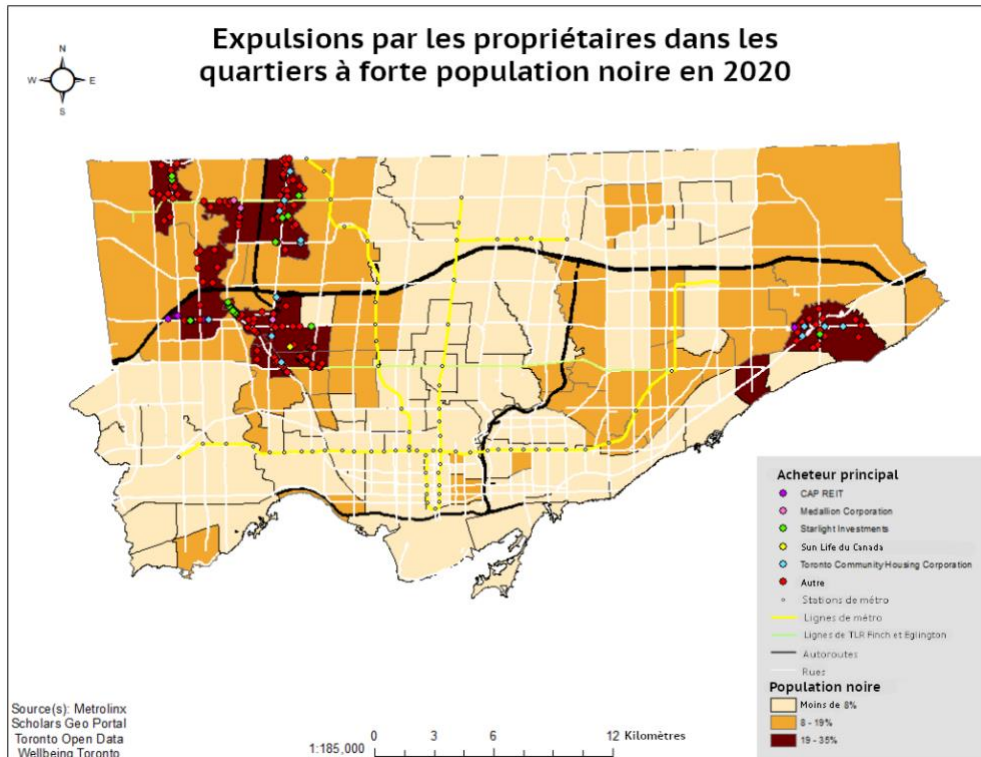 Expulsions par les propriétaires dans les
quartiers à forte population noire en 2020
N
W E
S
Acheteur principal
CAP REIT
Medallion Corporation
Starlight Investments
Sun Life du Canada
Toronto Community Housing Corporation
Autre
Stations de métro
Lignes de métro
Lignes de TLR Finch et Eglington
Autoroutes
Rues
Population noire
Moins de 8%
8 - 19%
19 - 35%
Source(s): Metrolinx
Scholars Geo Portal
Toronto Open Data
Wellbeing Toronto
1:185,000
0 3 6 12 Kilomètres